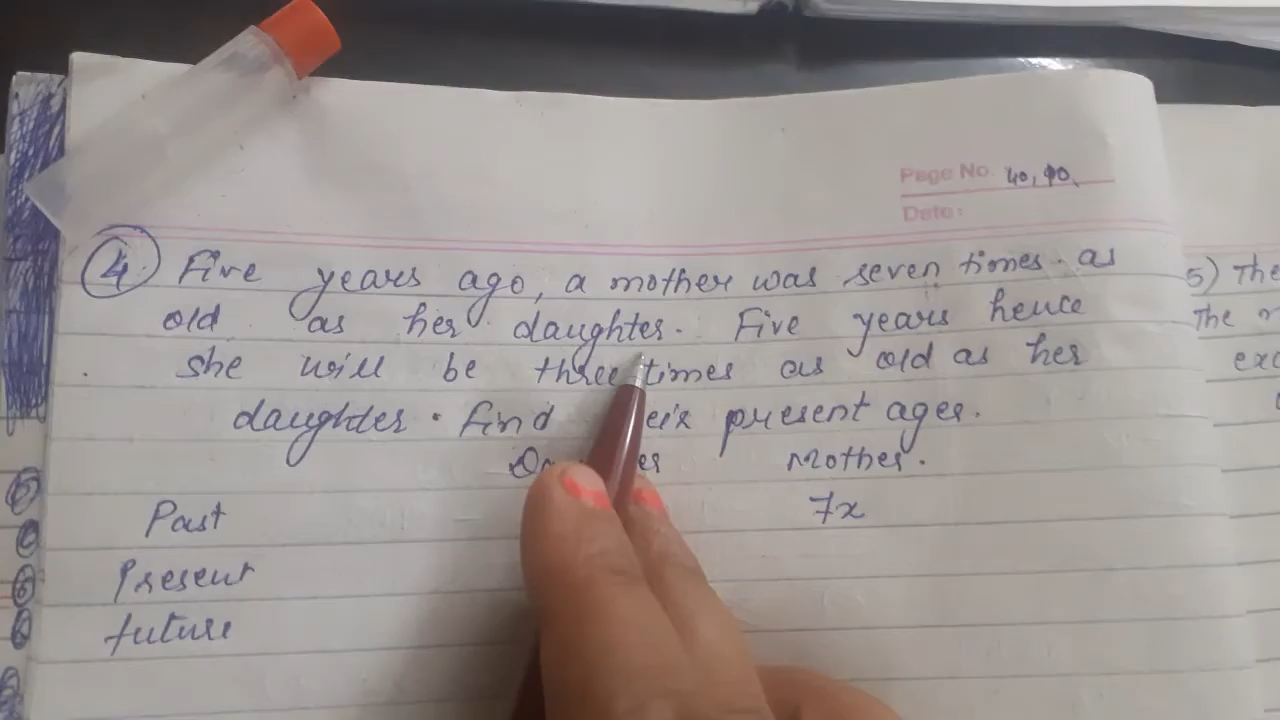 Page No. 40, 40,
Date:
4. Five years ago, a mother was seven times as
old as her daughter. Five years hence
she will be three times as old as her
daughter. Find present ages.
Mother.
Past 7x
Present
future
5) The
The